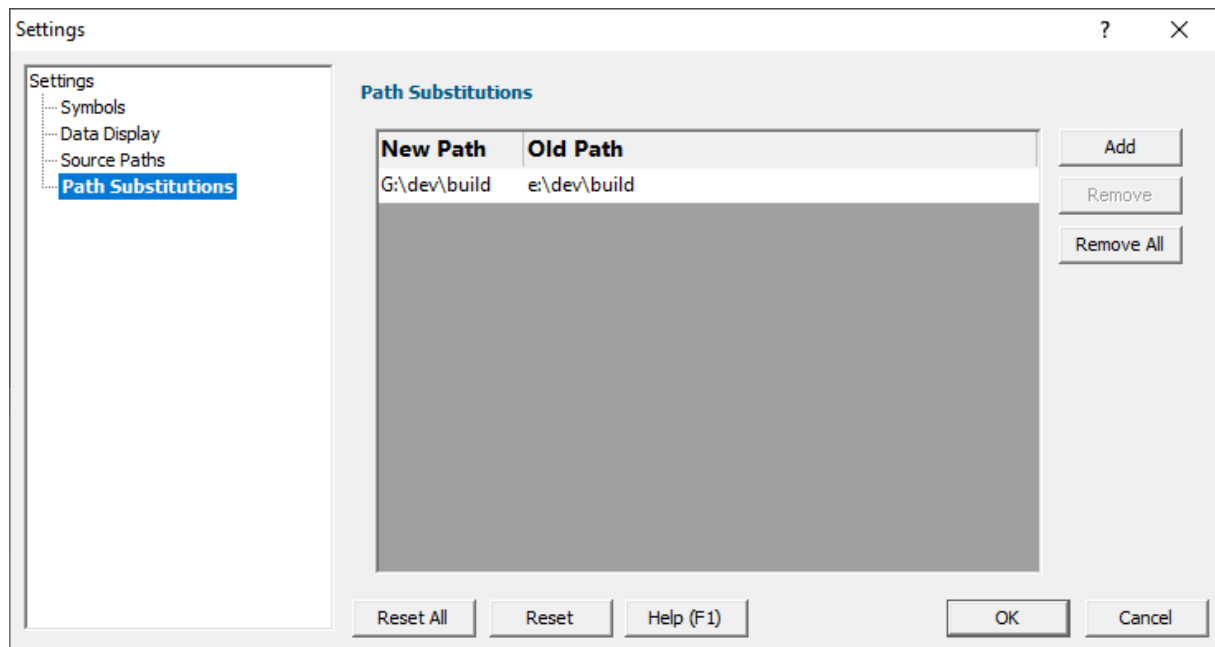 Settings
?
Settings
Symbols
Data Display
Source Paths
Path Substitutions
Path Substitutions
New Path Old Path
G:\dev\build e:\dev\build
Add
Remove
Remove All
Reset All Reset Help (F1) OK Cancel